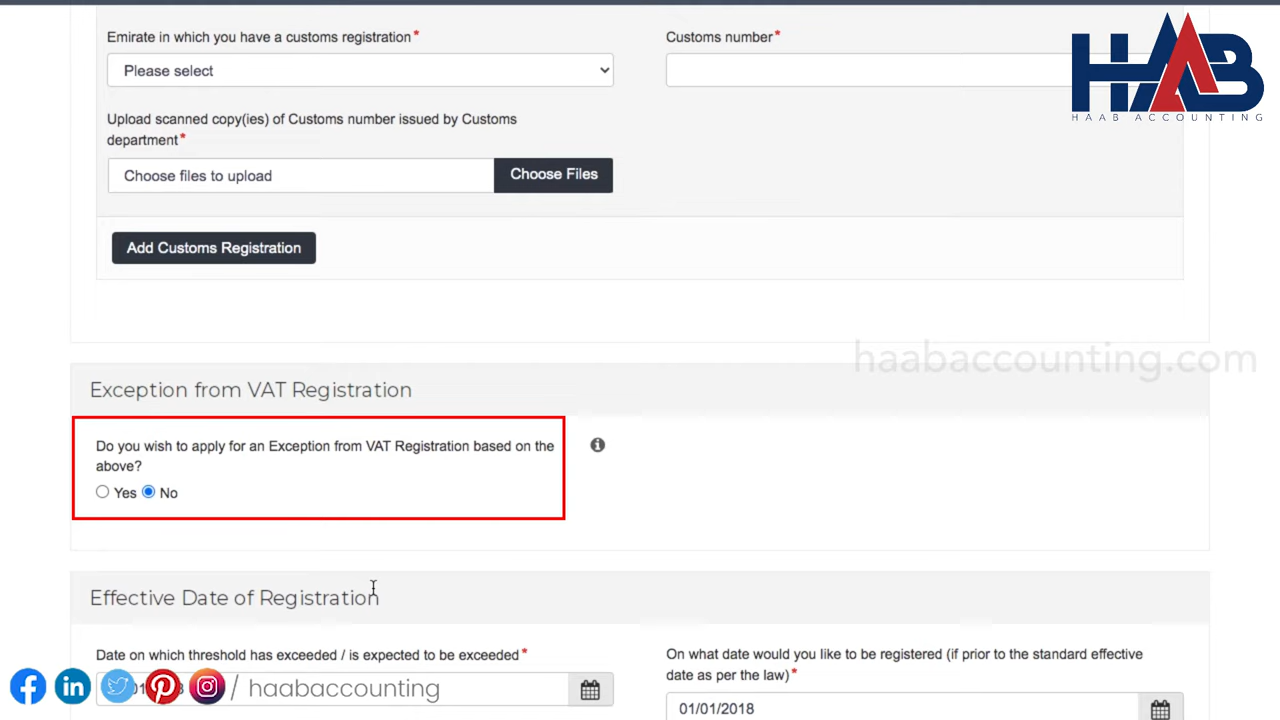 Emirate in which you have a customs registration*
Customs number*
Please select
HAAB
HAAB ACCOUNTING
Upload scanned copy(ies) of Customs number issued by Customs
department*
Choose files to upload
Choose Files
Add Customs Registration
haabaccounting.com
Exception from VAT Registration
Do you wish to apply for an Exception from VAT Registration based on the
above?
Yes No
Effective Date of Registration
Date on which threshold has exceeded / is expected to be exceeded*
On what date would you like to be registered (if prior to the standard effective
date as per the law)*
/ haabaccounting
01/01/2018